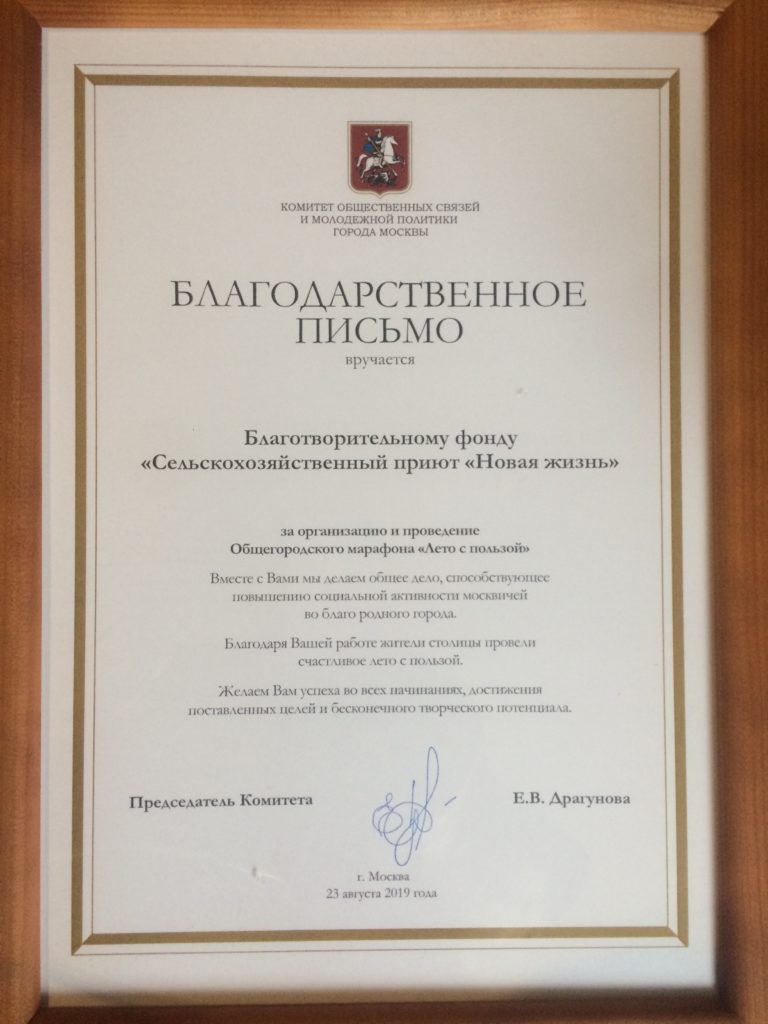 КОМИТЕТ ОБЩЕСТВЕННЫХ СВЯЗЕЙ
И МОЛОДЕЖНОЙ ПОЛИТИКИ
ГОРОДА МОСКВЫ
БЛАГОДАРСТВЕННОЕ
ПИСЬМО
вручается
Благотворительному фонду
«Сельскохозяйственный приют «Новая жизнь»
за организацию и проведение
Общегородского марафона «Лето с пользой»
Вместе с Вами мы делаем общее дело, способствующее
повышению социальной активности москвичей
во благо родного города.
Благодаря Вашей работе жители столицы провели
счастливое лето с пользой.
Желаем Вам успеха во всех начинаниях, достижения
поставленных целей и бесконечного творческого потенциала.
Председатель Комитета Е.В. Драгунова
г. Москва
23 августа 2019 года